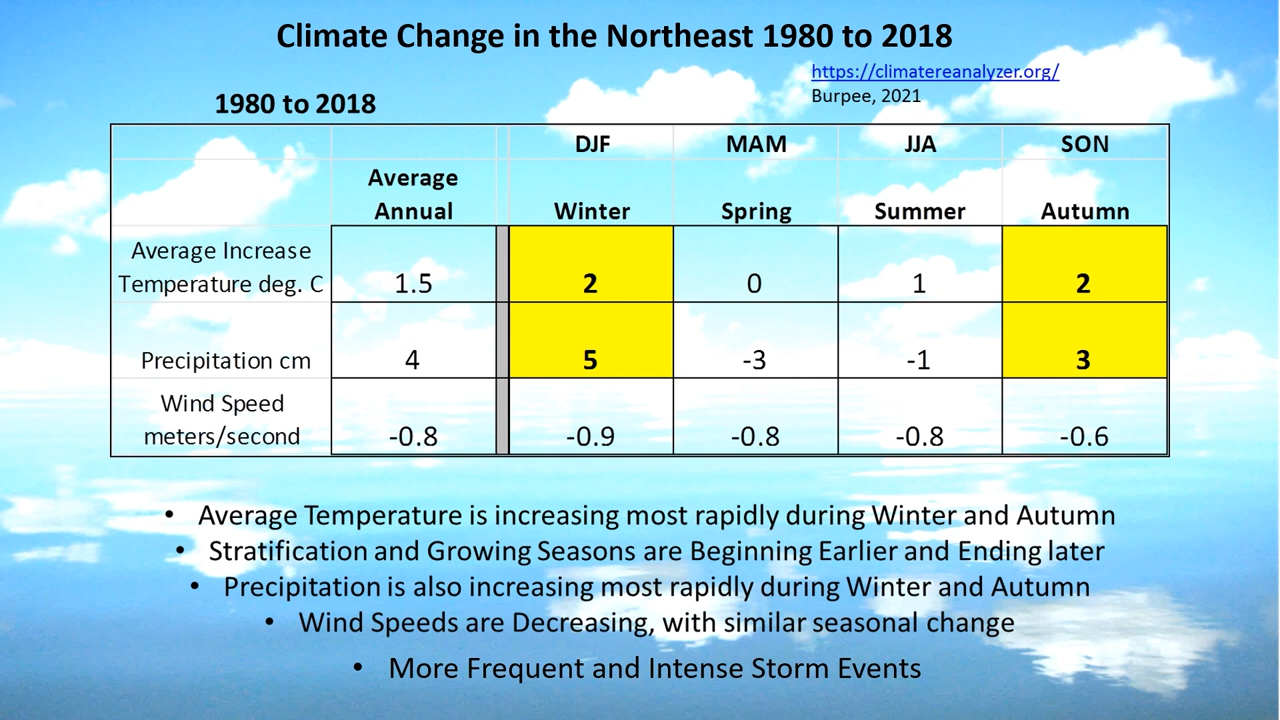 Climate Change in the Northeast 1980 to 2018
https://climatereanalyzer.org/
Burpee, 2021
1980 to 2018
DJF MAM JJA SON
Average
Annual Winter Spring Summer Autumn
Average Increase
Temperature deg. C 1.5 2 0 1 2
Precipitation cm 4 5 -3 -1 3
Wind Speed
meters/second -0.8 -0.9 -0.8 -0.8 -0.6
• Average Temperature is increasing most rapidly during Winter and Autumn
• Stratification and Growing Seasons are Beginning Earlier and Ending later
• Precipitation is also increasing most rapidly during Winter and Autumn
• Wind Speeds are Decreasing, with similar seasonal change
• More Frequent and Intense Storm Events